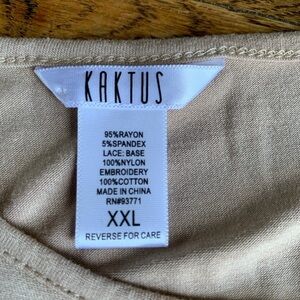 KAKTUS
95%RAYON
5%SPANDEX
LACE: BASE
100%NYLON
EMBROIDERY
100%COTTON
MADE IN CHINA
RN#93771
XXL
REVERSE FOR CARE